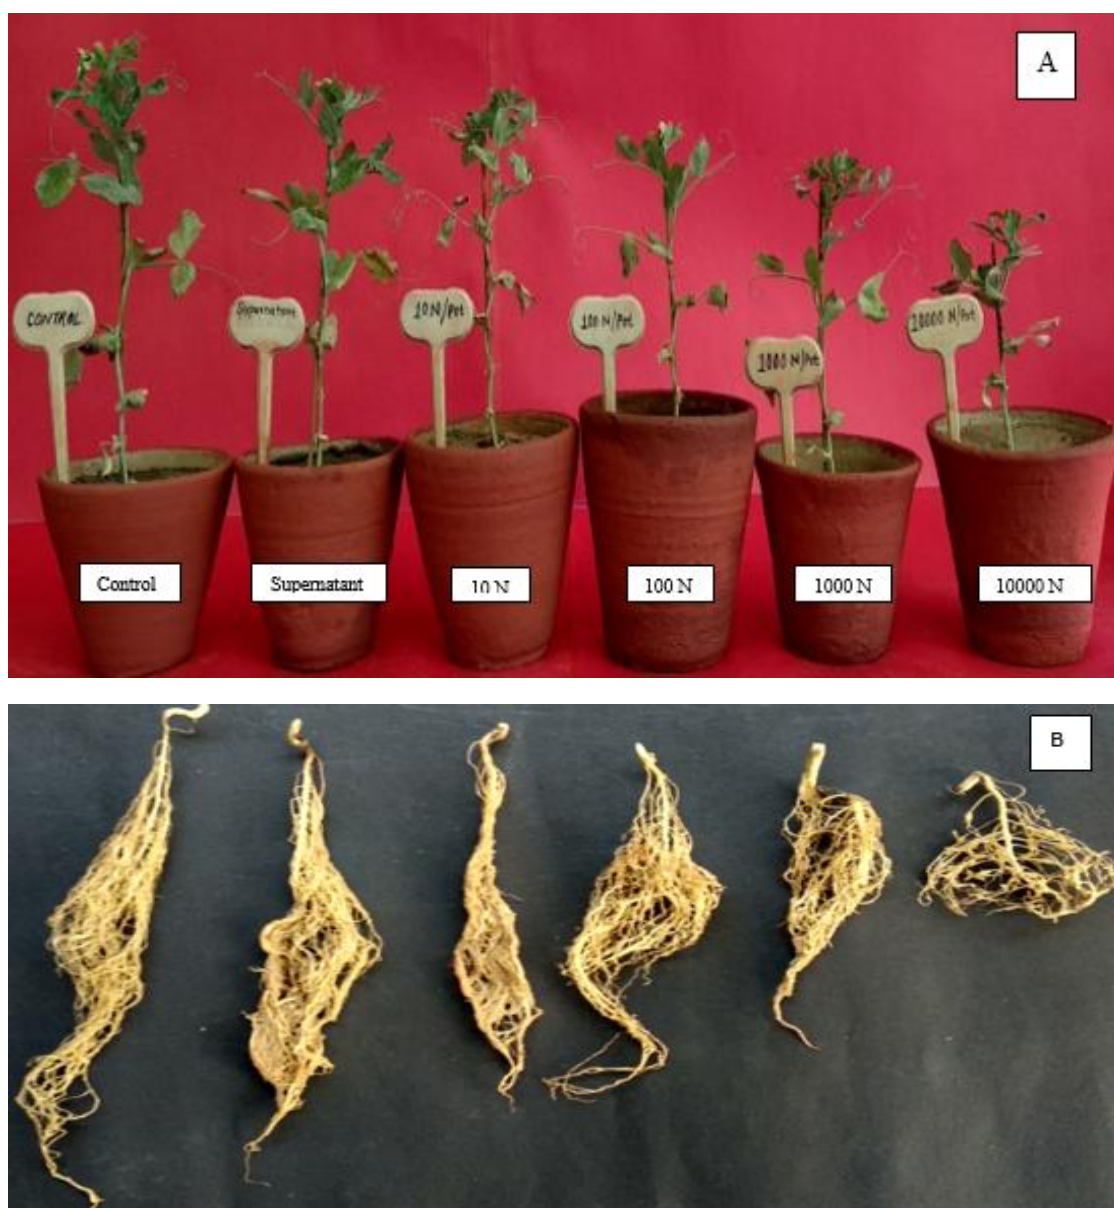 A
CONTROL
Supernatant
10 N/Pot
100 N/Pot
1000 N/Pot
10000 N/Pot
Control
Supernatant
10 N
100 N
1000 N
10000 N
B